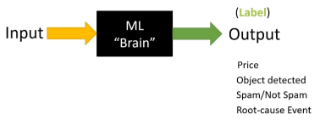 Input
ML
“Brain”
(Label)
Output
Price
Object detected
Spam/Not Spam
Root-cause Event